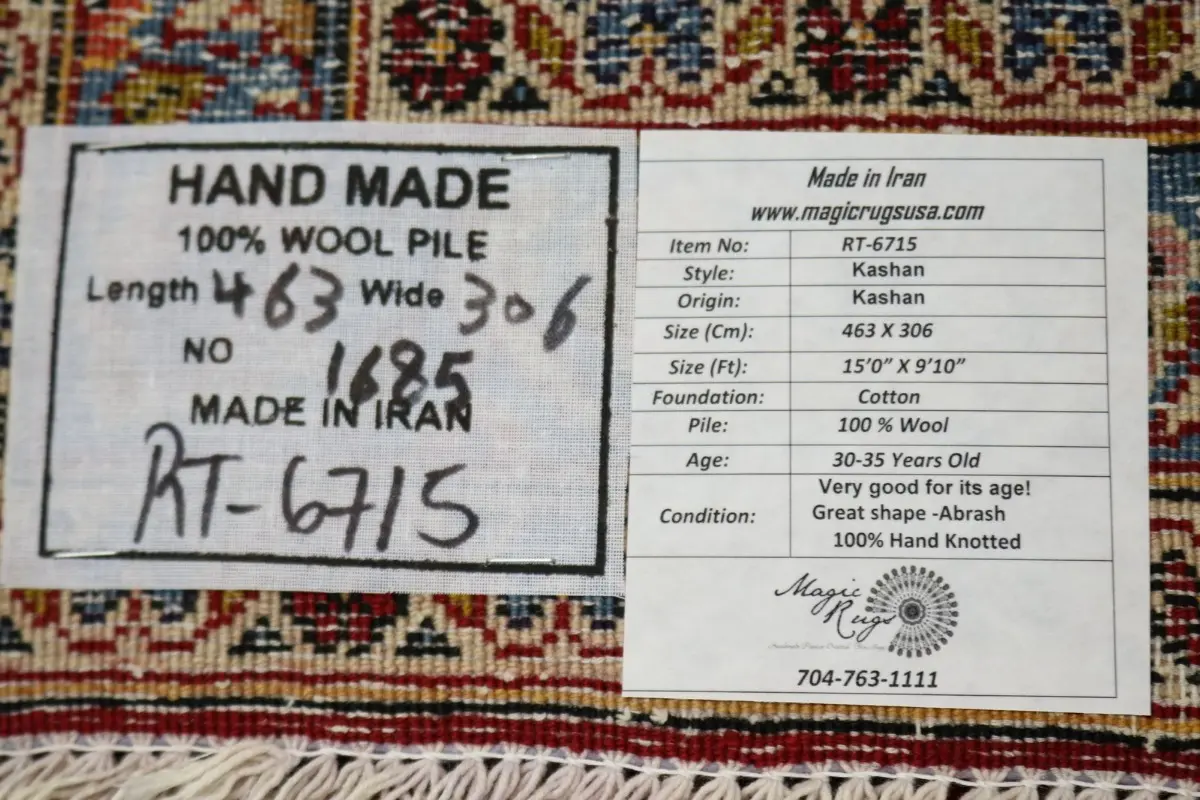 HAND MADE
100% WOOL PILE
Length 463 Wide 306
NO 1685
MADE IN IRAN
RT-6715
Made in Iran
www.magicrugsusa.com
Item No: RT-6715
Style: Kashan
Origin: Kashan
Size (Cm): 463 X 306
Size (Ft): 15’0” X 9’10”
Foundation: Cotton
Pile: 100 % Wool
Age: 30-35 Years Old
Condition: Very good for its age!
Great shape -Abrash
100% Hand Knotted
Magic
Rugs
704-763-1111